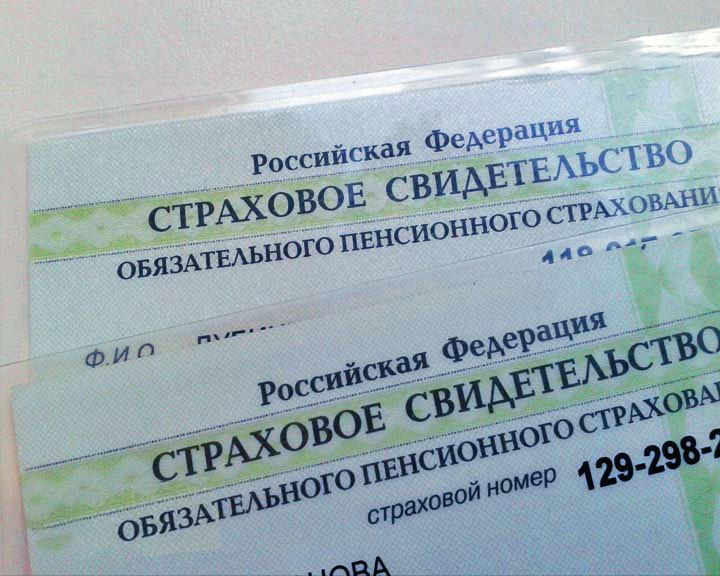 Российская Федерация
СТРАХОВОЕ СВИДЕТЕЛЬСТВО
ОБЯЗАТЕЛЬНОГО ПЕНСИОННОГО СТРАХОВАНИ
Ф.И.О.
Российская Федерация
СТРАХОВОЕ СВИДЕТЕЛЬСТВО
ОБЯЗАТЕЛЬНОГО ПЕНСИОННОГО СТРАХОВА
страховой номер 129-298-2
НОВА